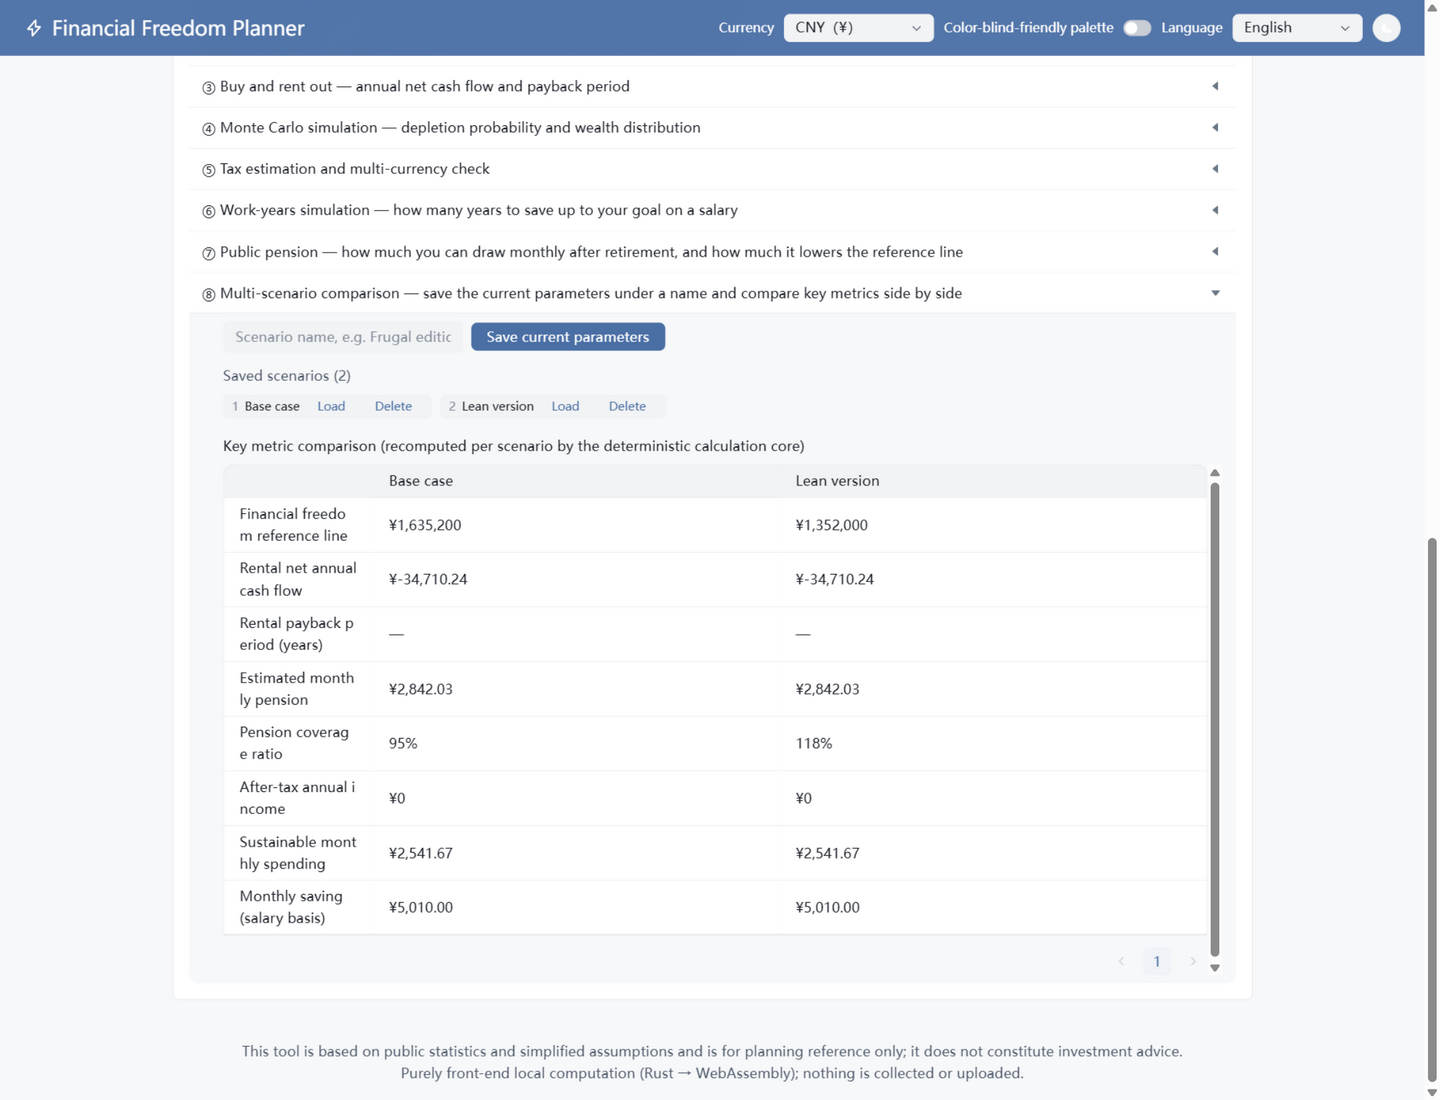 Financial Freedom Planner
Currency CNY (¥) Color-blind-friendly palette Language English
③ Buy and rent out — annual net cash flow and payback period
④ Monte Carlo simulation — depletion probability and wealth distribution
⑤ Tax estimation and multi-currency check
⑥ Work-years simulation — how many years to save up to your goal on a salary
⑦ Public pension — how much you can draw monthly after retirement, and how much it lowers the reference line
⑧ Multi-scenario comparison — save the current parameters under a name and compare key metrics side by side
Scenario name, e.g. Frugal editic Save current parameters
Saved scenarios (2)
1 Base case Load Delete 2 Lean version Load Delete
Key metric comparison (recomputed per scenario by the deterministic calculation core)
Base case Lean version
Financial freedo
m reference line
¥1,635,200 ¥1,352,000
Rental net annual
cash flow
¥-34,710.24 ¥-34,710.24
Rental payback p
eriod (years)
— —
Estimated month
ly pension
¥2,842.03 ¥2,842.03
Pension coverag
e ratio
95% 118%
After-tax annual i
ncome
¥0 ¥0
Sustainable mont
hly spending
¥2,541.67 ¥2,541.67
Monthly saving
(salary basis)
¥5,010.00 ¥5,010.00
1
This tool is based on public statistics and simplified assumptions and is for planning reference only; it does not constitute investment advice.
Purely front-end local computation (Rust → WebAssembly); nothing is collected or uploaded.